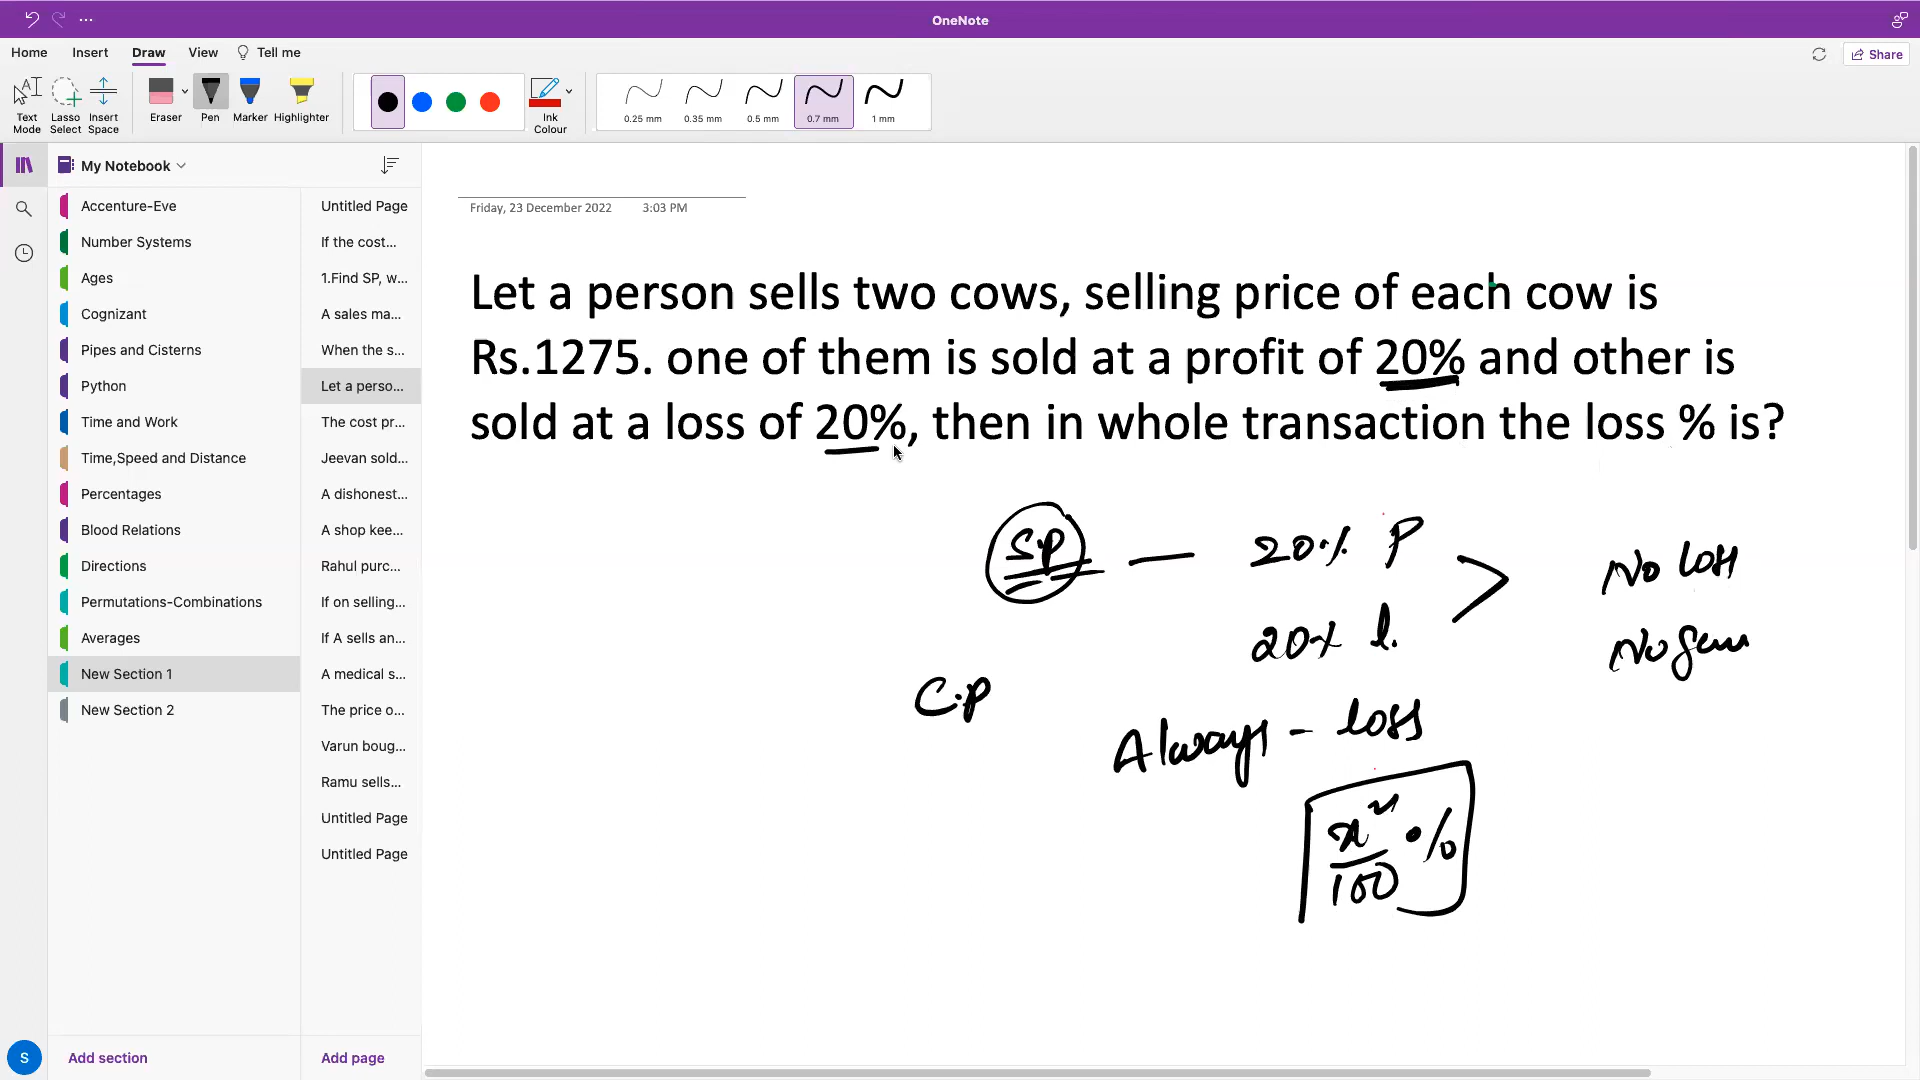 OneNote
Home Insert Draw View Tell me
Share
Text Mode
Lasso Select
Insert Space
Eraser
Pen
Marker
Highlighter
Ink Colour
0.25 mm
0.35 mm
0.5 mm
0.7 mm
1 mm
My Notebook
Accenture-Eve
Number Systems
Ages
Cognizant
Pipes and Cisterns
Python
Time and Work
Time,Speed and Distance
Percentages
Blood Relations
Directions
Permutations-Combinations
Averages
New Section 1
New Section 2
Add section
S
Untitled Page
If the cost...
1.Find SP, w...
A sales ma...
When the s...
Let a perso...
The cost pr...
Jeevan sold...
A dishonest...
A shop kee...
Rahul purc...
If on selling...
If A sells an...
A medical s...
The price o...
Varun boug...
Ramu sells...
Untitled Page
Untitled Page
Add page
Friday, 23 December 2022 3:03 PM
Let a person sells two cows, selling price of each cow is
Rs.1275. one of them is sold at a profit of 20% and other is
sold at a loss of 20%, then in whole transaction the loss % is?
S.P — 20% P
20% l.
No loss
No
C.P
Always - loss
x²/100 %